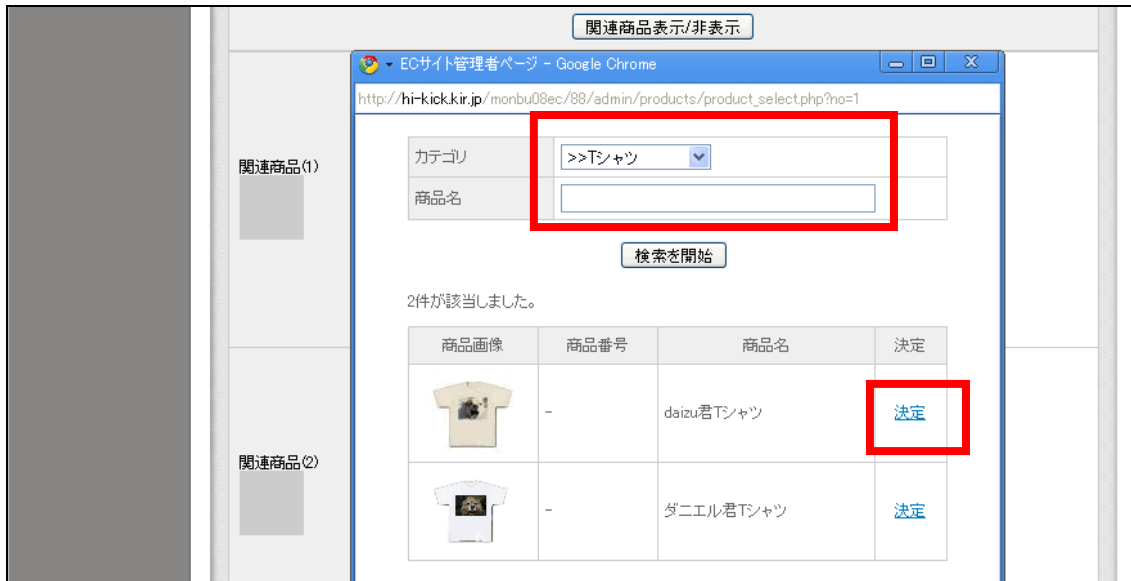 関連商品表示/非表示
ECサイト管理者ページ - Google Chrome
http://hi-kick.kir.jp/monbu08ec/88/admin/products/product_select.php?no=1
関連商品(1)
カテゴリ >>Tシャツ
商品名
検索を開始
2件が該当しました。
商品画像 商品番号 商品名 決定
- daizu君Tシャツ 決定
関連商品(2)
- ダニエル君Tシャツ 決定